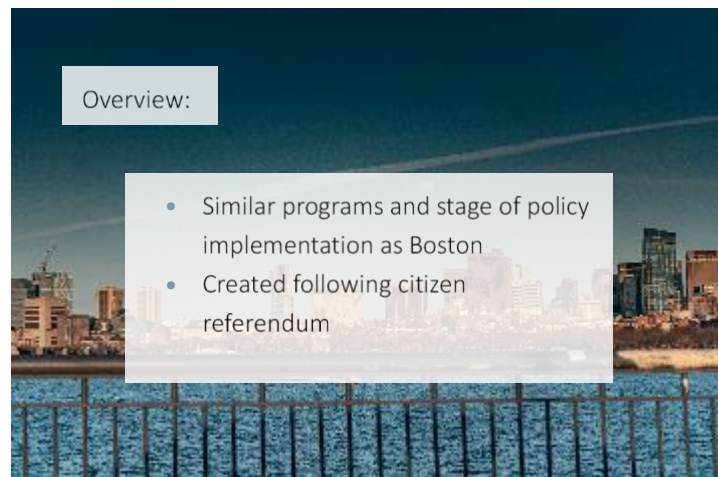 Overview:
• Similar programs and stage of policy
implementation as Boston
• Created following citizen
referendum